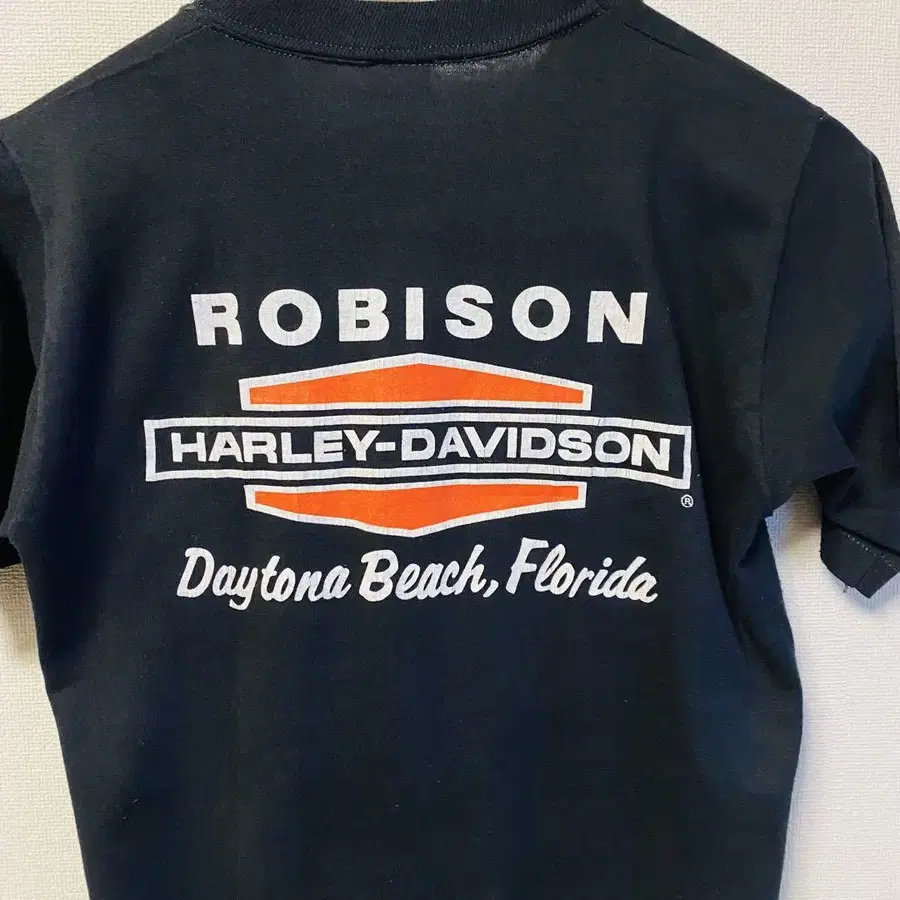 ROBISON
HARLEY-DAVIDSON
®
Daytona Beach, Florida